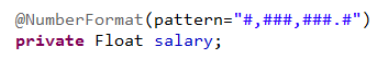 @NumberFormat(pattern="#,###,###.#")
private Float salary;